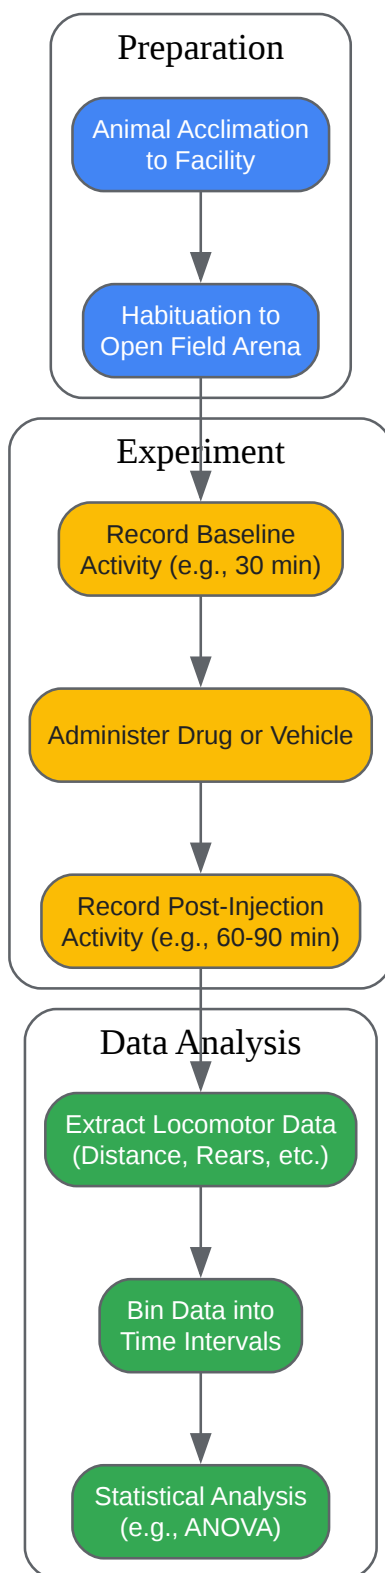 Preparation
Animal Acclimation
to Facility
Habituation to
Open Field Arena
Experiment
Record Baseline
Activity (e.g., 30 min)
Administer Drug or Vehicle
Record Post-Injection
Activity (e.g., 60-90 min)
Data Analysis
Extract Locomotor Data
(Distance, Rears, etc.)
Bin Data into
Time Intervals
Statistical Analysis
(e.g., ANOVA)